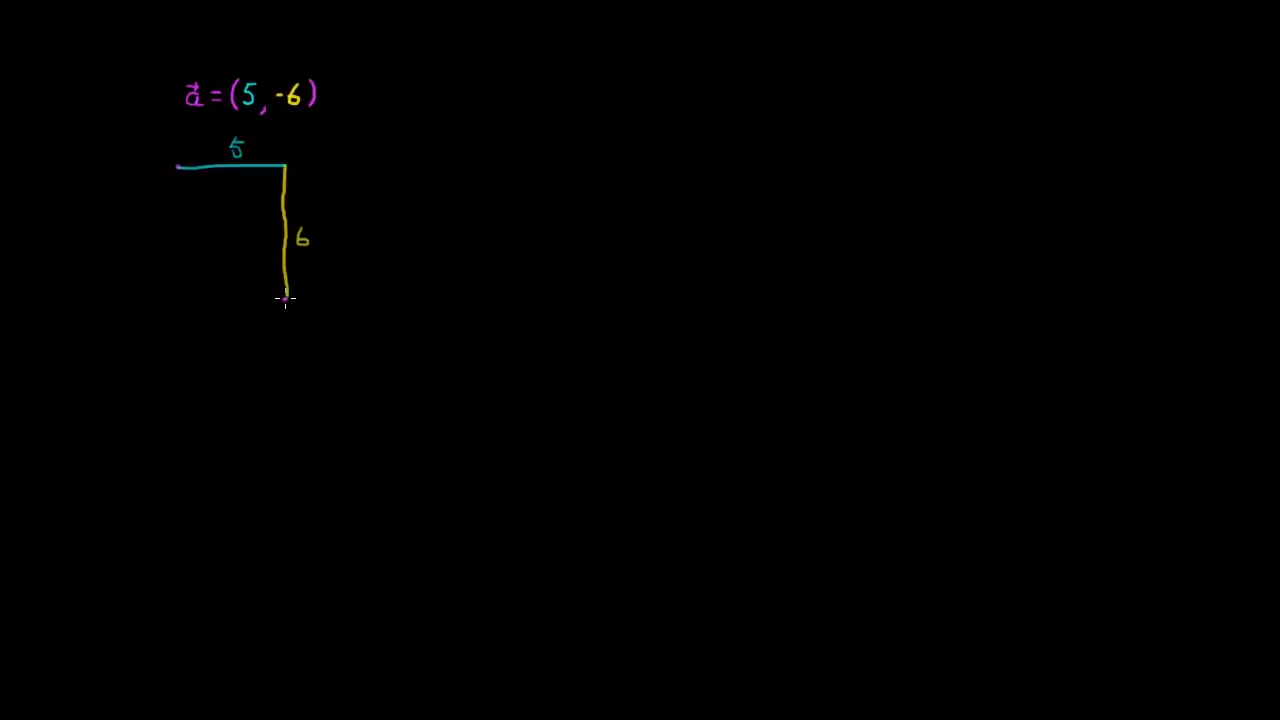 a⃗ = (5, -6)
5
6